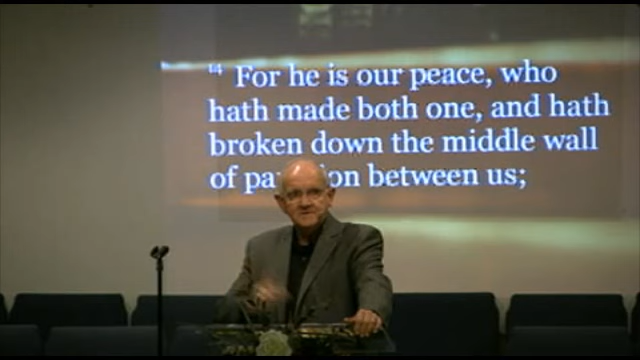 14 For he is our peace, who
hath made both one, and hath
broken down the middle wall
of between us;